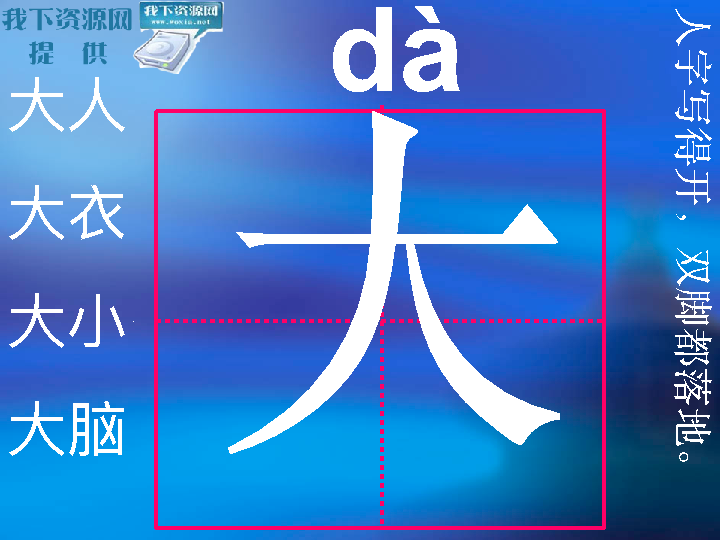 我下资源网
提 供
我下资源网
www.woxia.net
dà
大人
大衣
大小
大脑
大
人字写得开，双脚都落地。